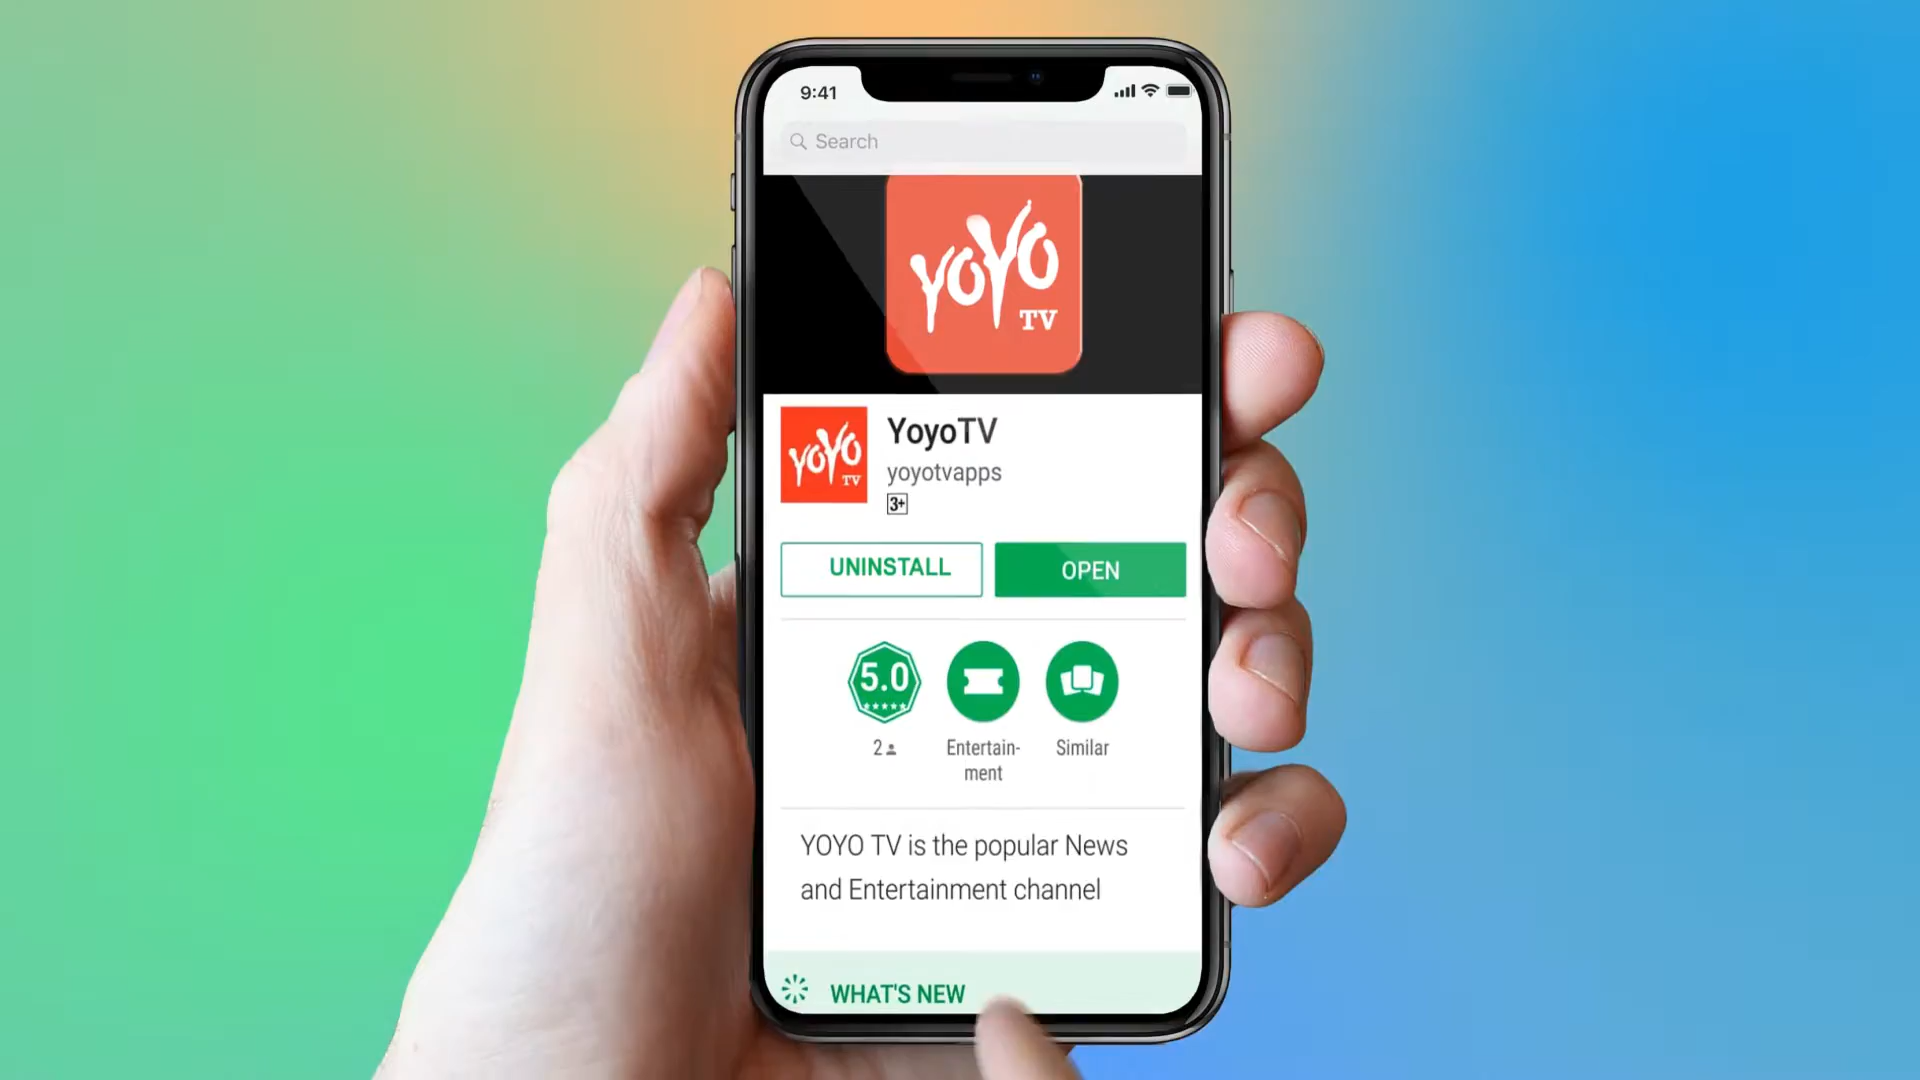 9:41
Search
YOYO
TV
YOYO
TV
YoyoTV
yoyotvapps
3+
UNINSTALL
OPEN
5.0
2
Entertain-
ment
Similar
YOYO TV is the popular News
and Entertainment channel
WHAT'S NEW